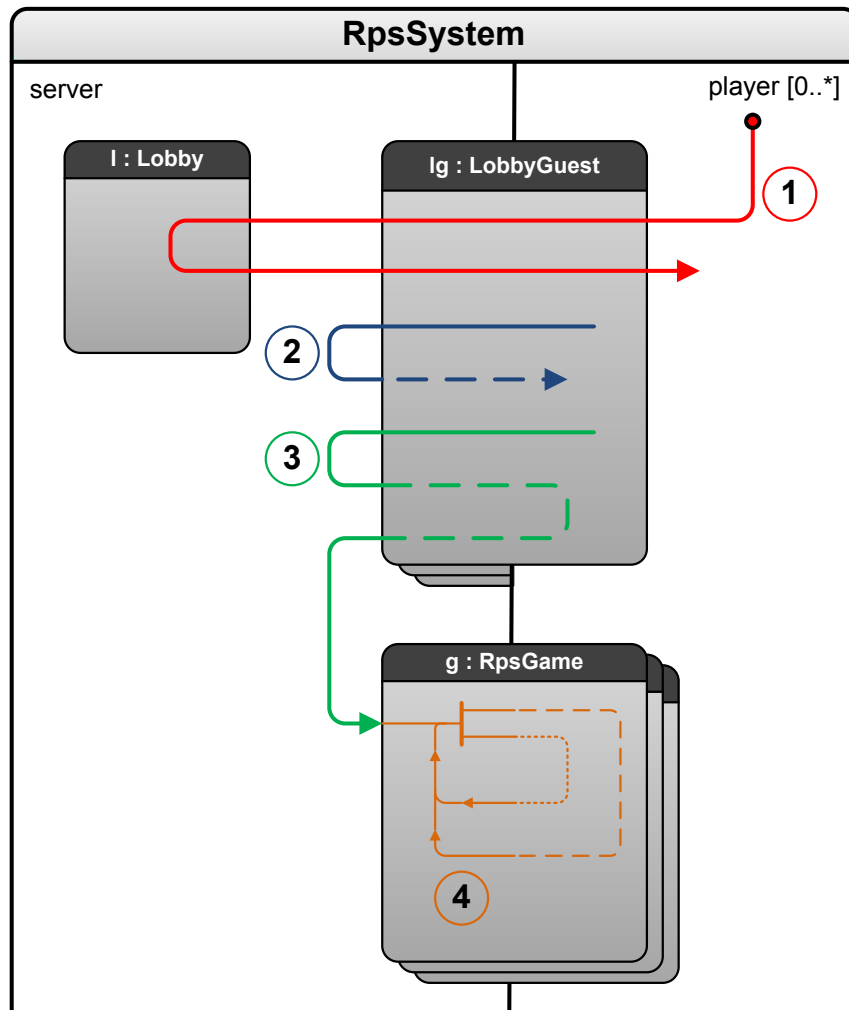 RpsSystem
server
player [0..*]
l : Lobby
lg : LobbyGuest
1
2
3
g : RpsGame
4